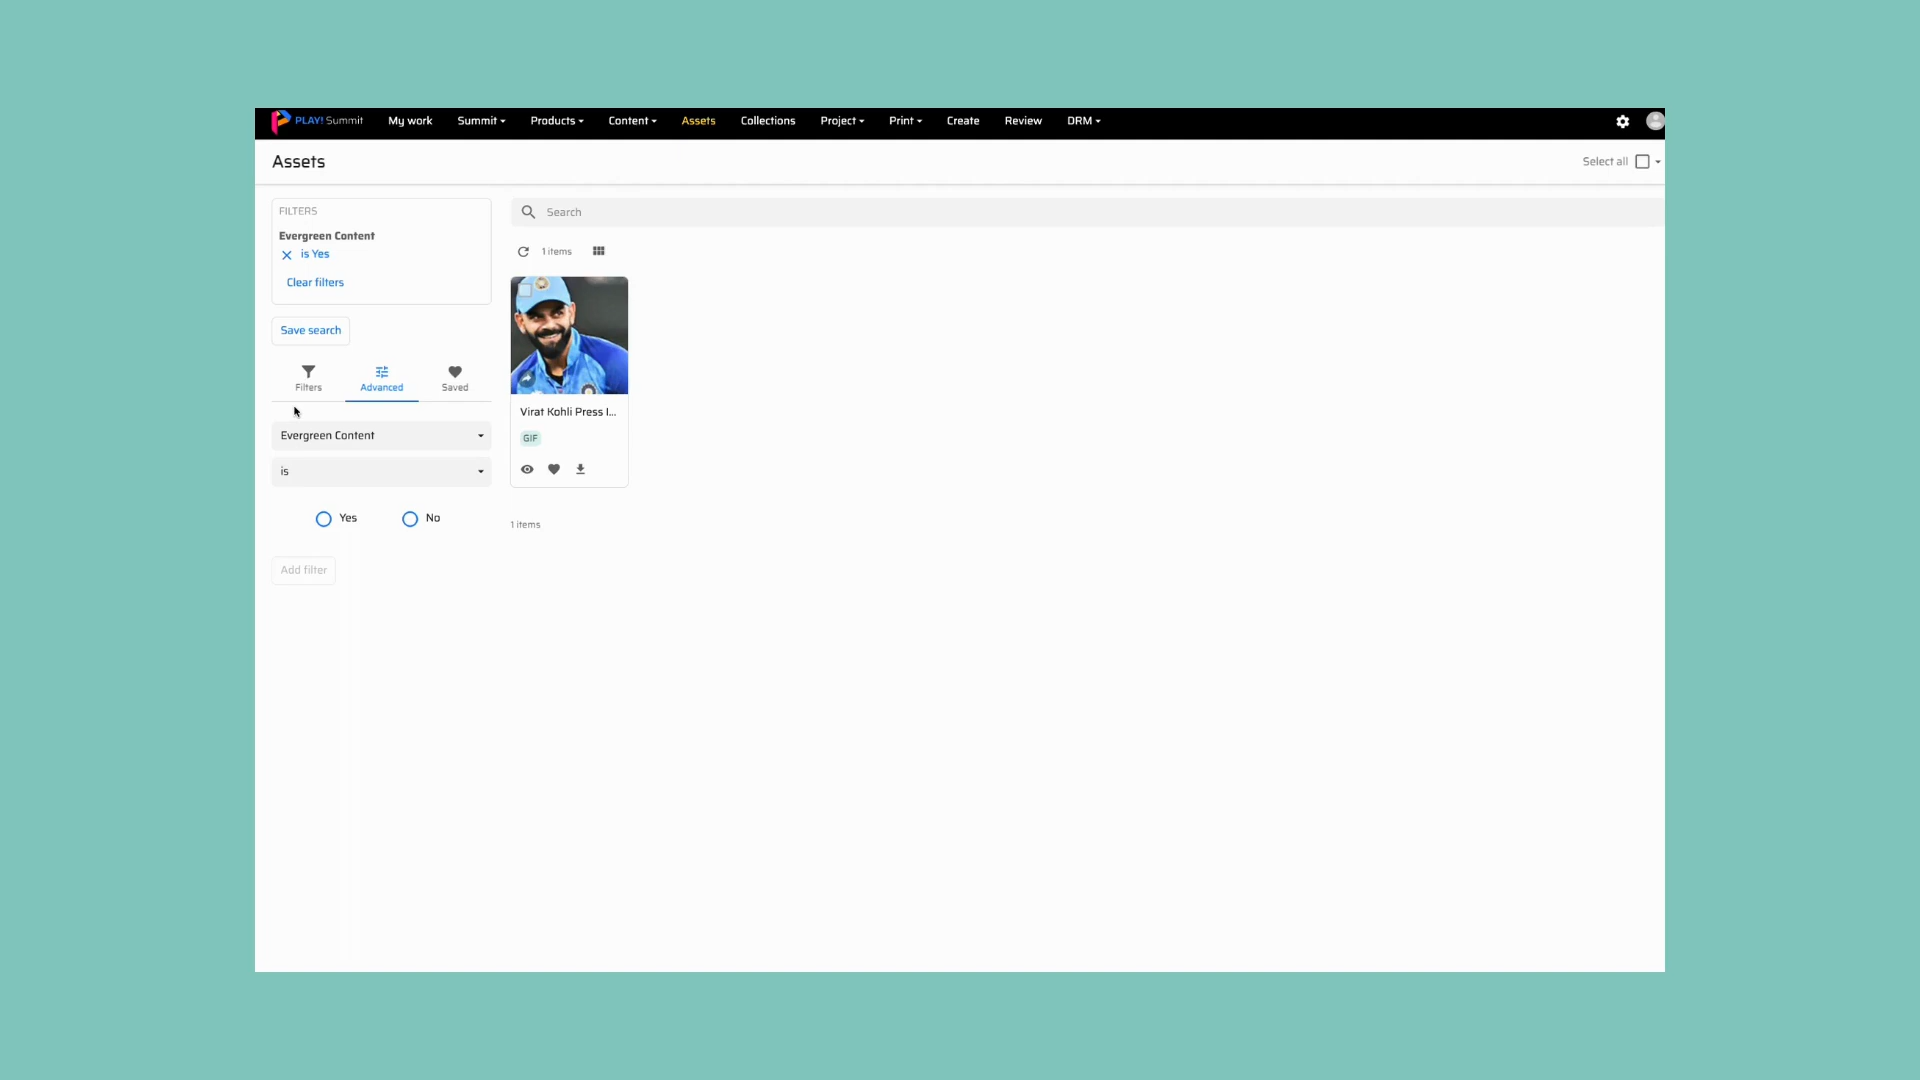 PLAY! Summit My work Summit Products Content Assets Collections Project Print Create Review DRM
Assets
Select all
FILTERS
Evergreen Content
is Yes
Clear filters
Save search
Filters Advanced Saved
Evergreen Content
is
Yes No
Add filter
Search
1 items
Virat Kohli Press I...
GIF
1 items